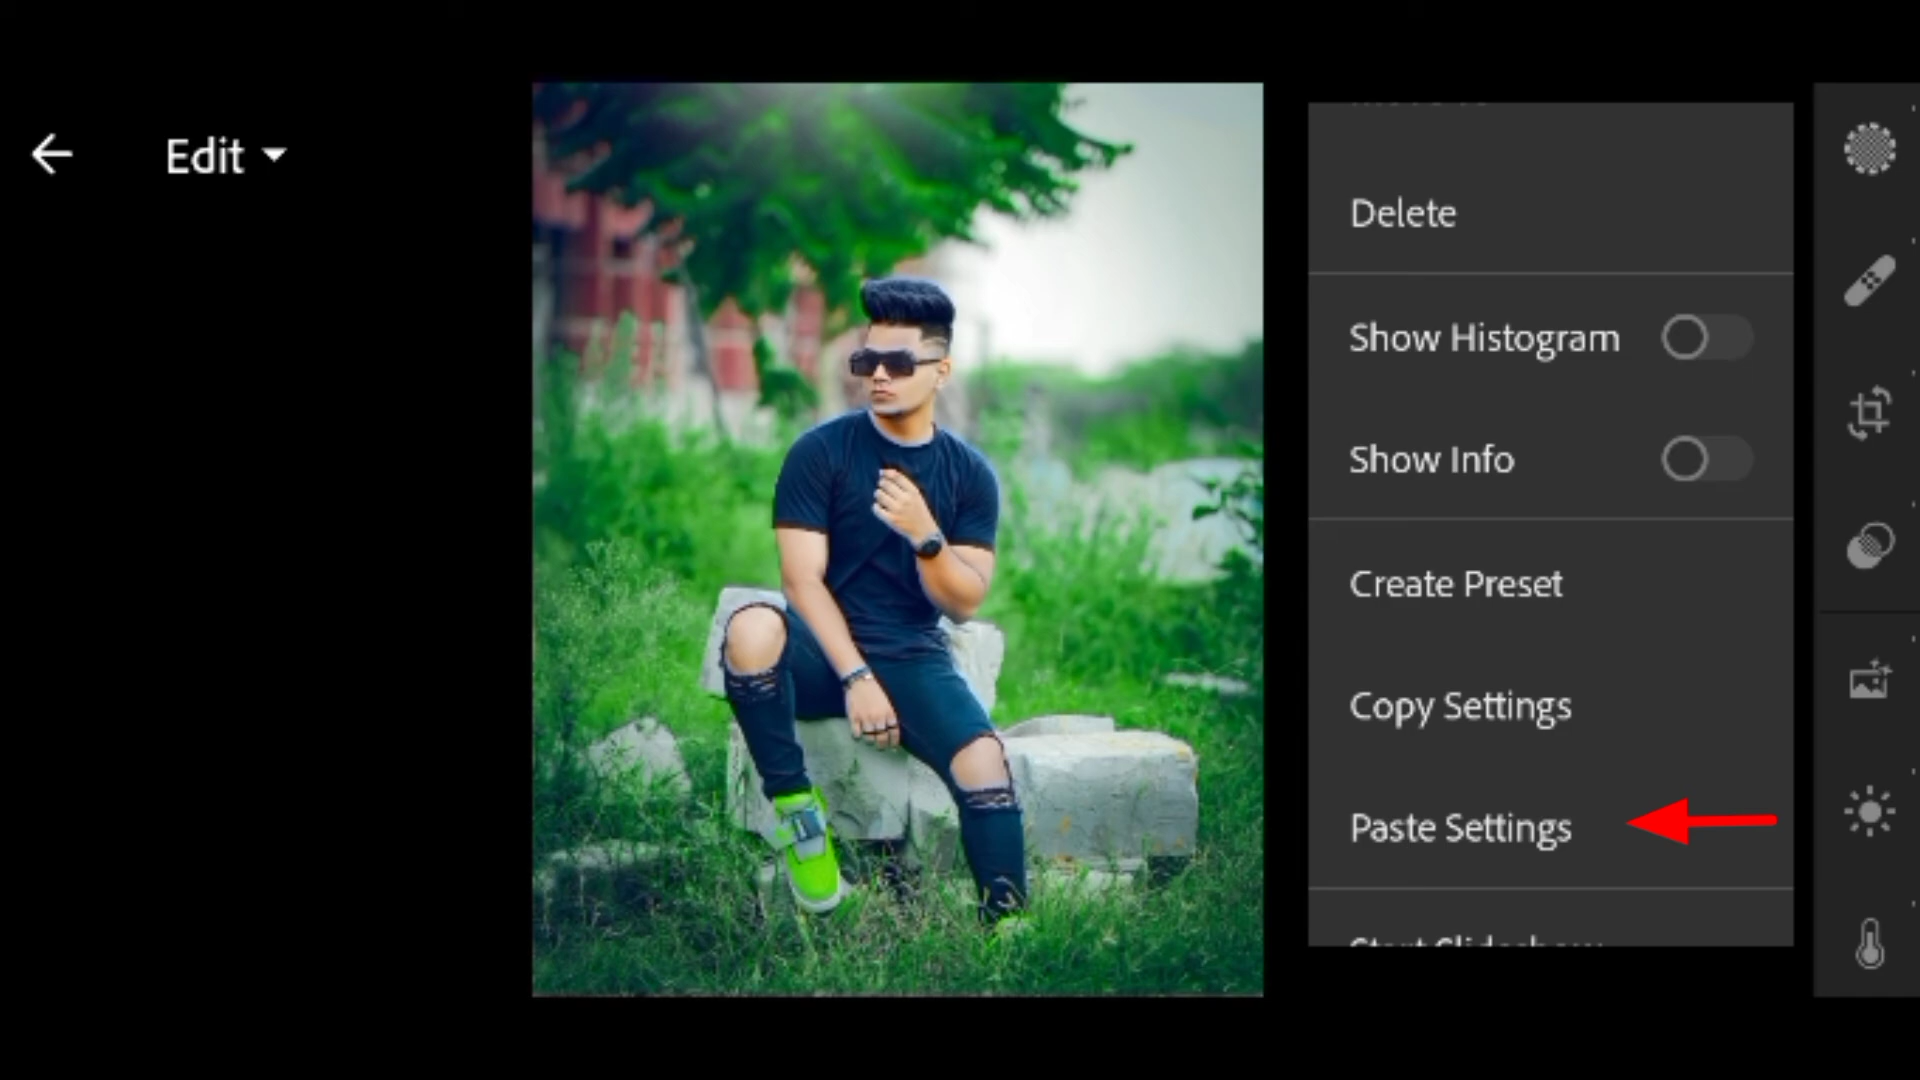 Edit
Delete
Show Histogram
Show Info
Create Preset
Copy Settings
Paste Settings